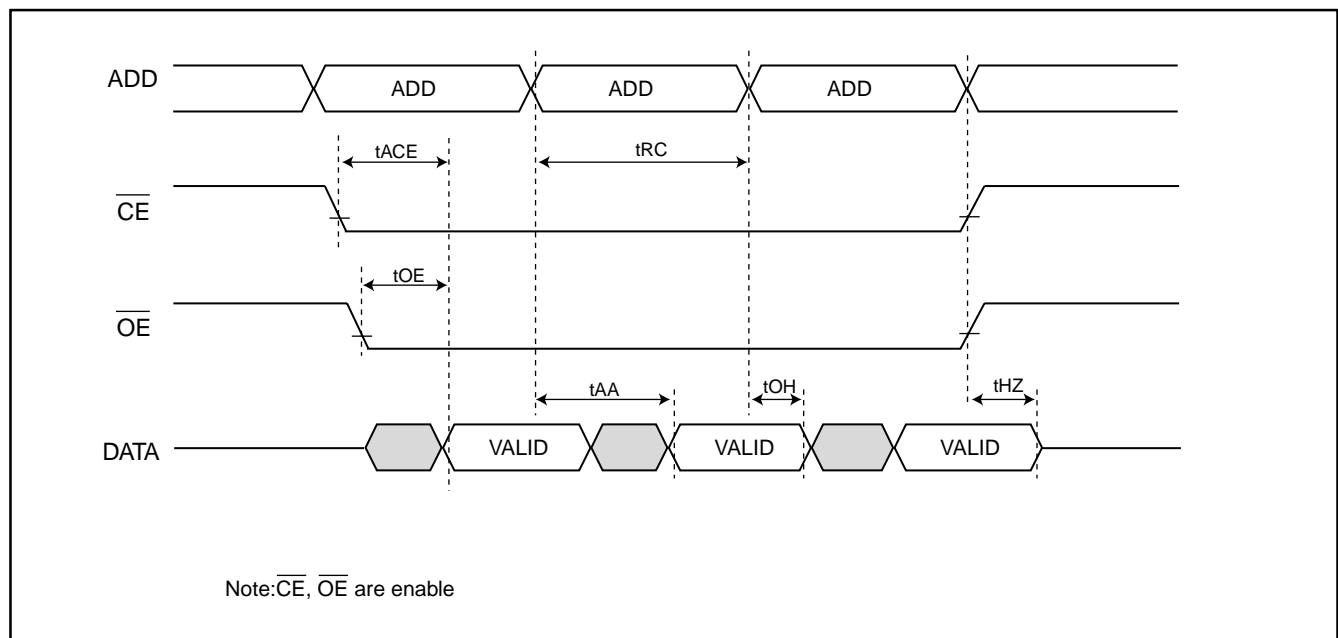 ADD ADD ADD ADD
tACE tRC
CE
tOE
OE
tAA tOH tHZ
DATA VALID VALID VALID
Note:CE, OE are enable